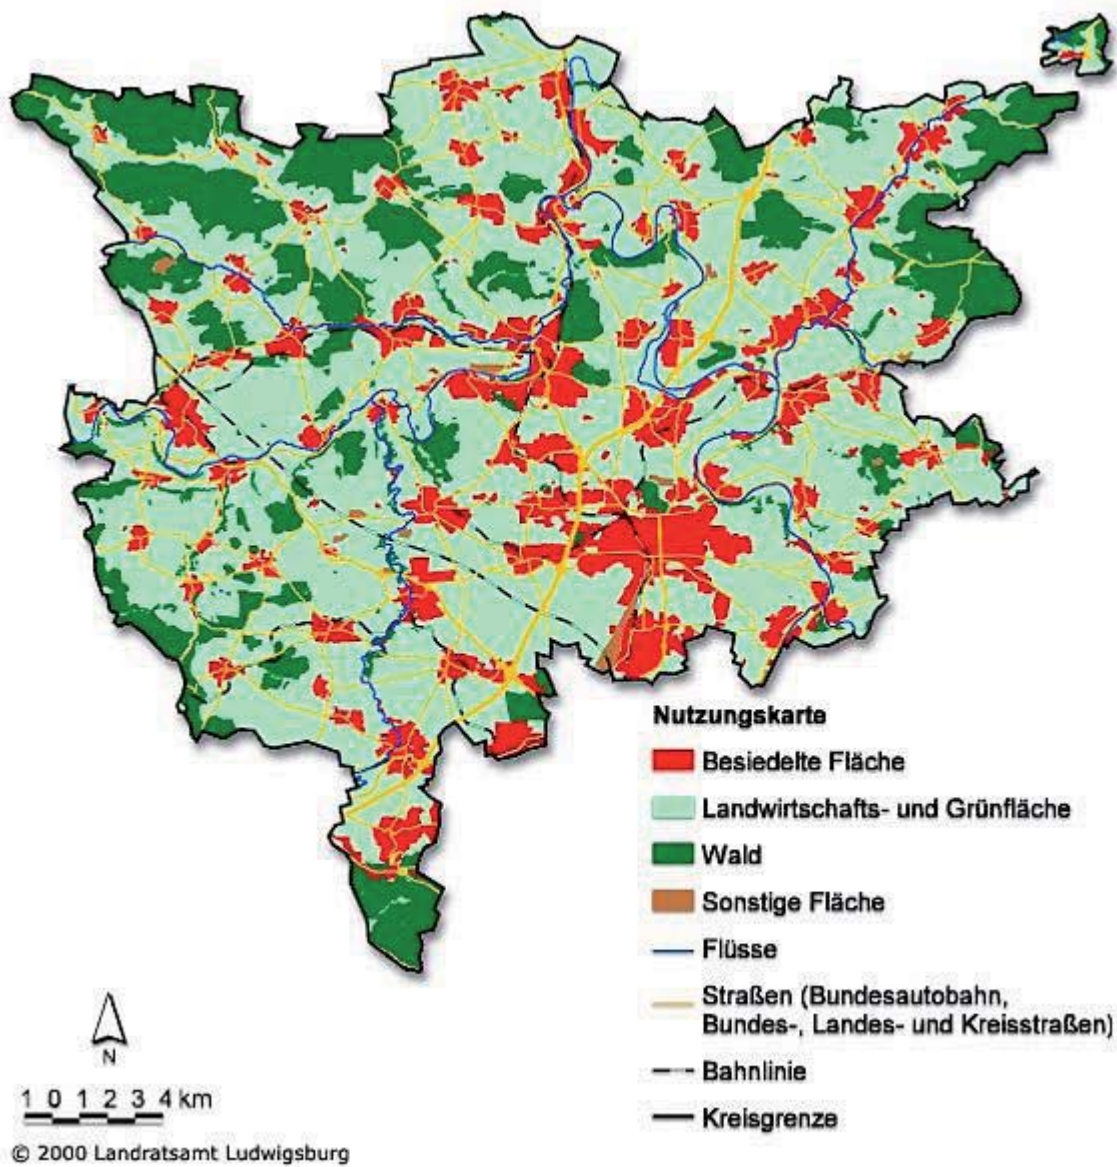 Nutzungskarte
Besiedelte Fläche
Landwirtschafts- und Grünfläche
Wald
Sonstige Fläche
Flüsse
Straßen (Bundesautobahn,
Bundes-, Landes- und Kreisstraßen)
Bahnlinie
Kreisgrenze
N
1 0 1 2 3 4 km
© 2000 Landratsamt Ludwigsburg